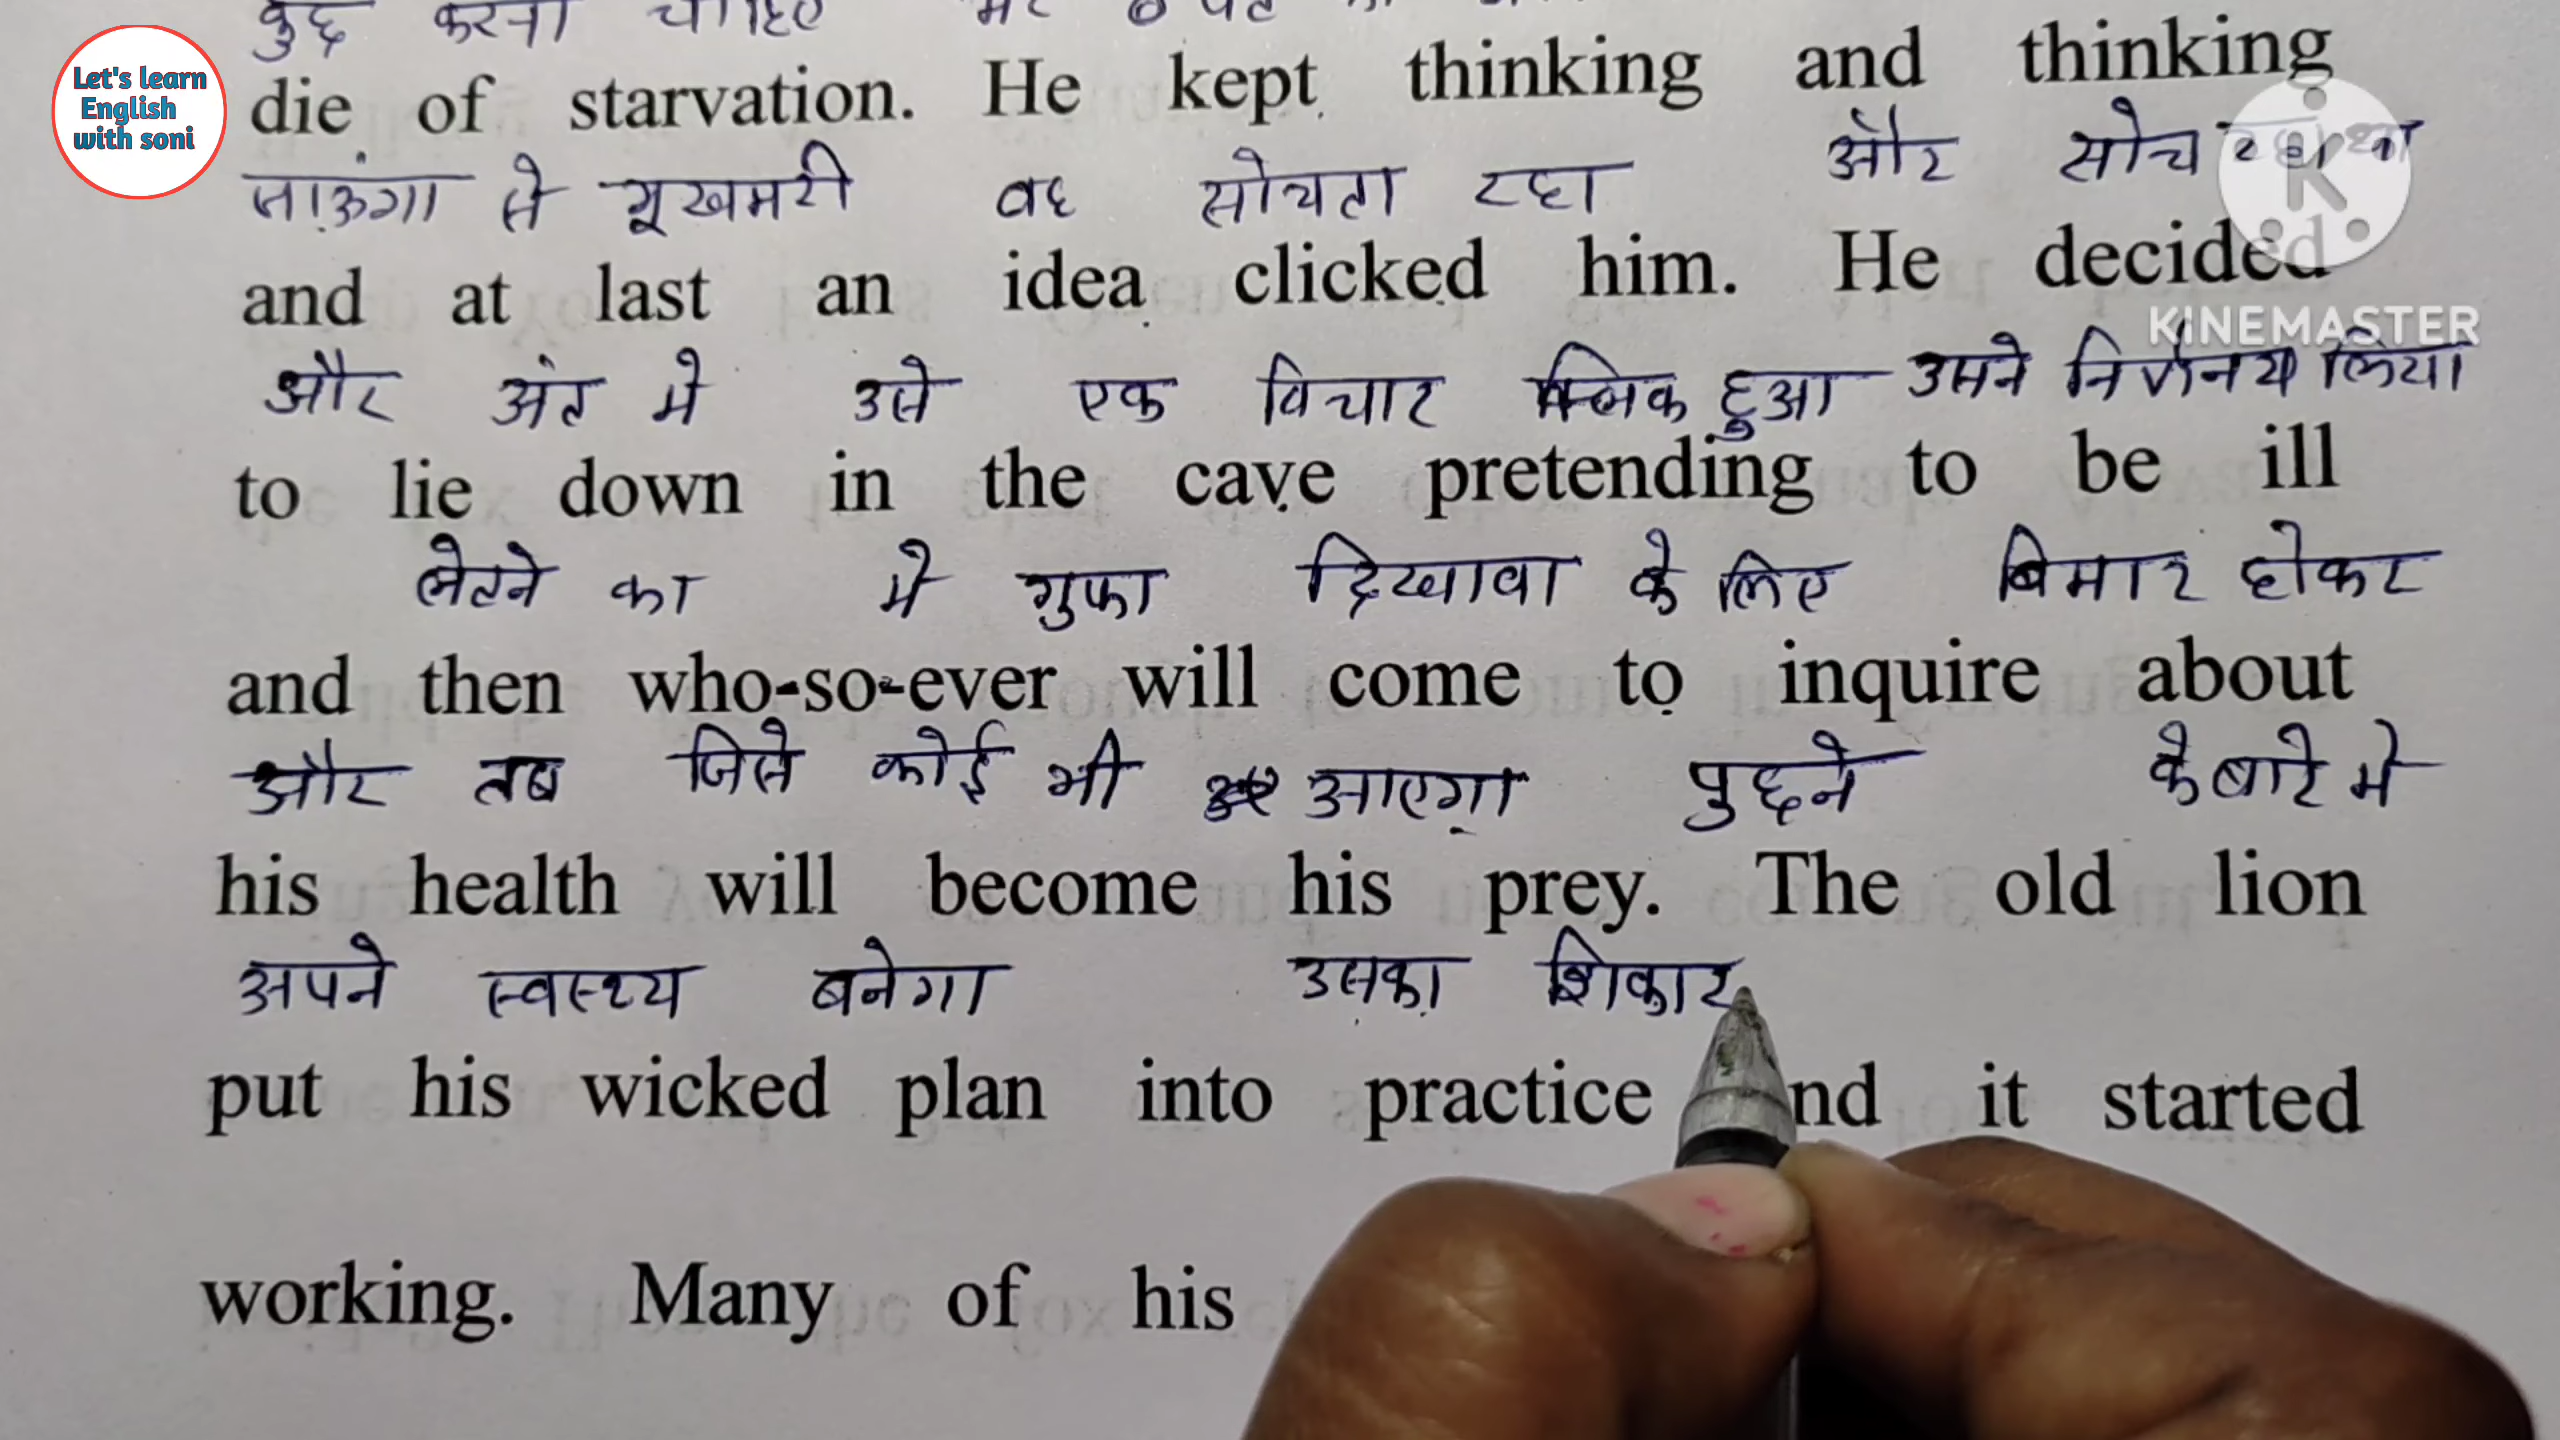 Let's learn
English
with soni
कुछ करना चाहिए
die of starvation. He kept thinking and thinking
जाऊंगा से भूखमरी वह सोचता रहा और सोच रहा था
and at last an idea clicked him. He decided
KINEMASTER
और अंत मे उसे एक विचार क्लिक हुआ उसने लिया
to lie down in the cave pretending to be ill
लेटने का मे गुफा दिखावा के लिए बिमार होकर
and then who-so-ever will come to inquire about
और तब जिसे कोई भी आएगा पुछने के बारे मे
his health will become his prey. The old lion
अपने स्वस्थ्य बनेगा उसका शिकार
put his wicked plan into practice nd it started
working. Many of his